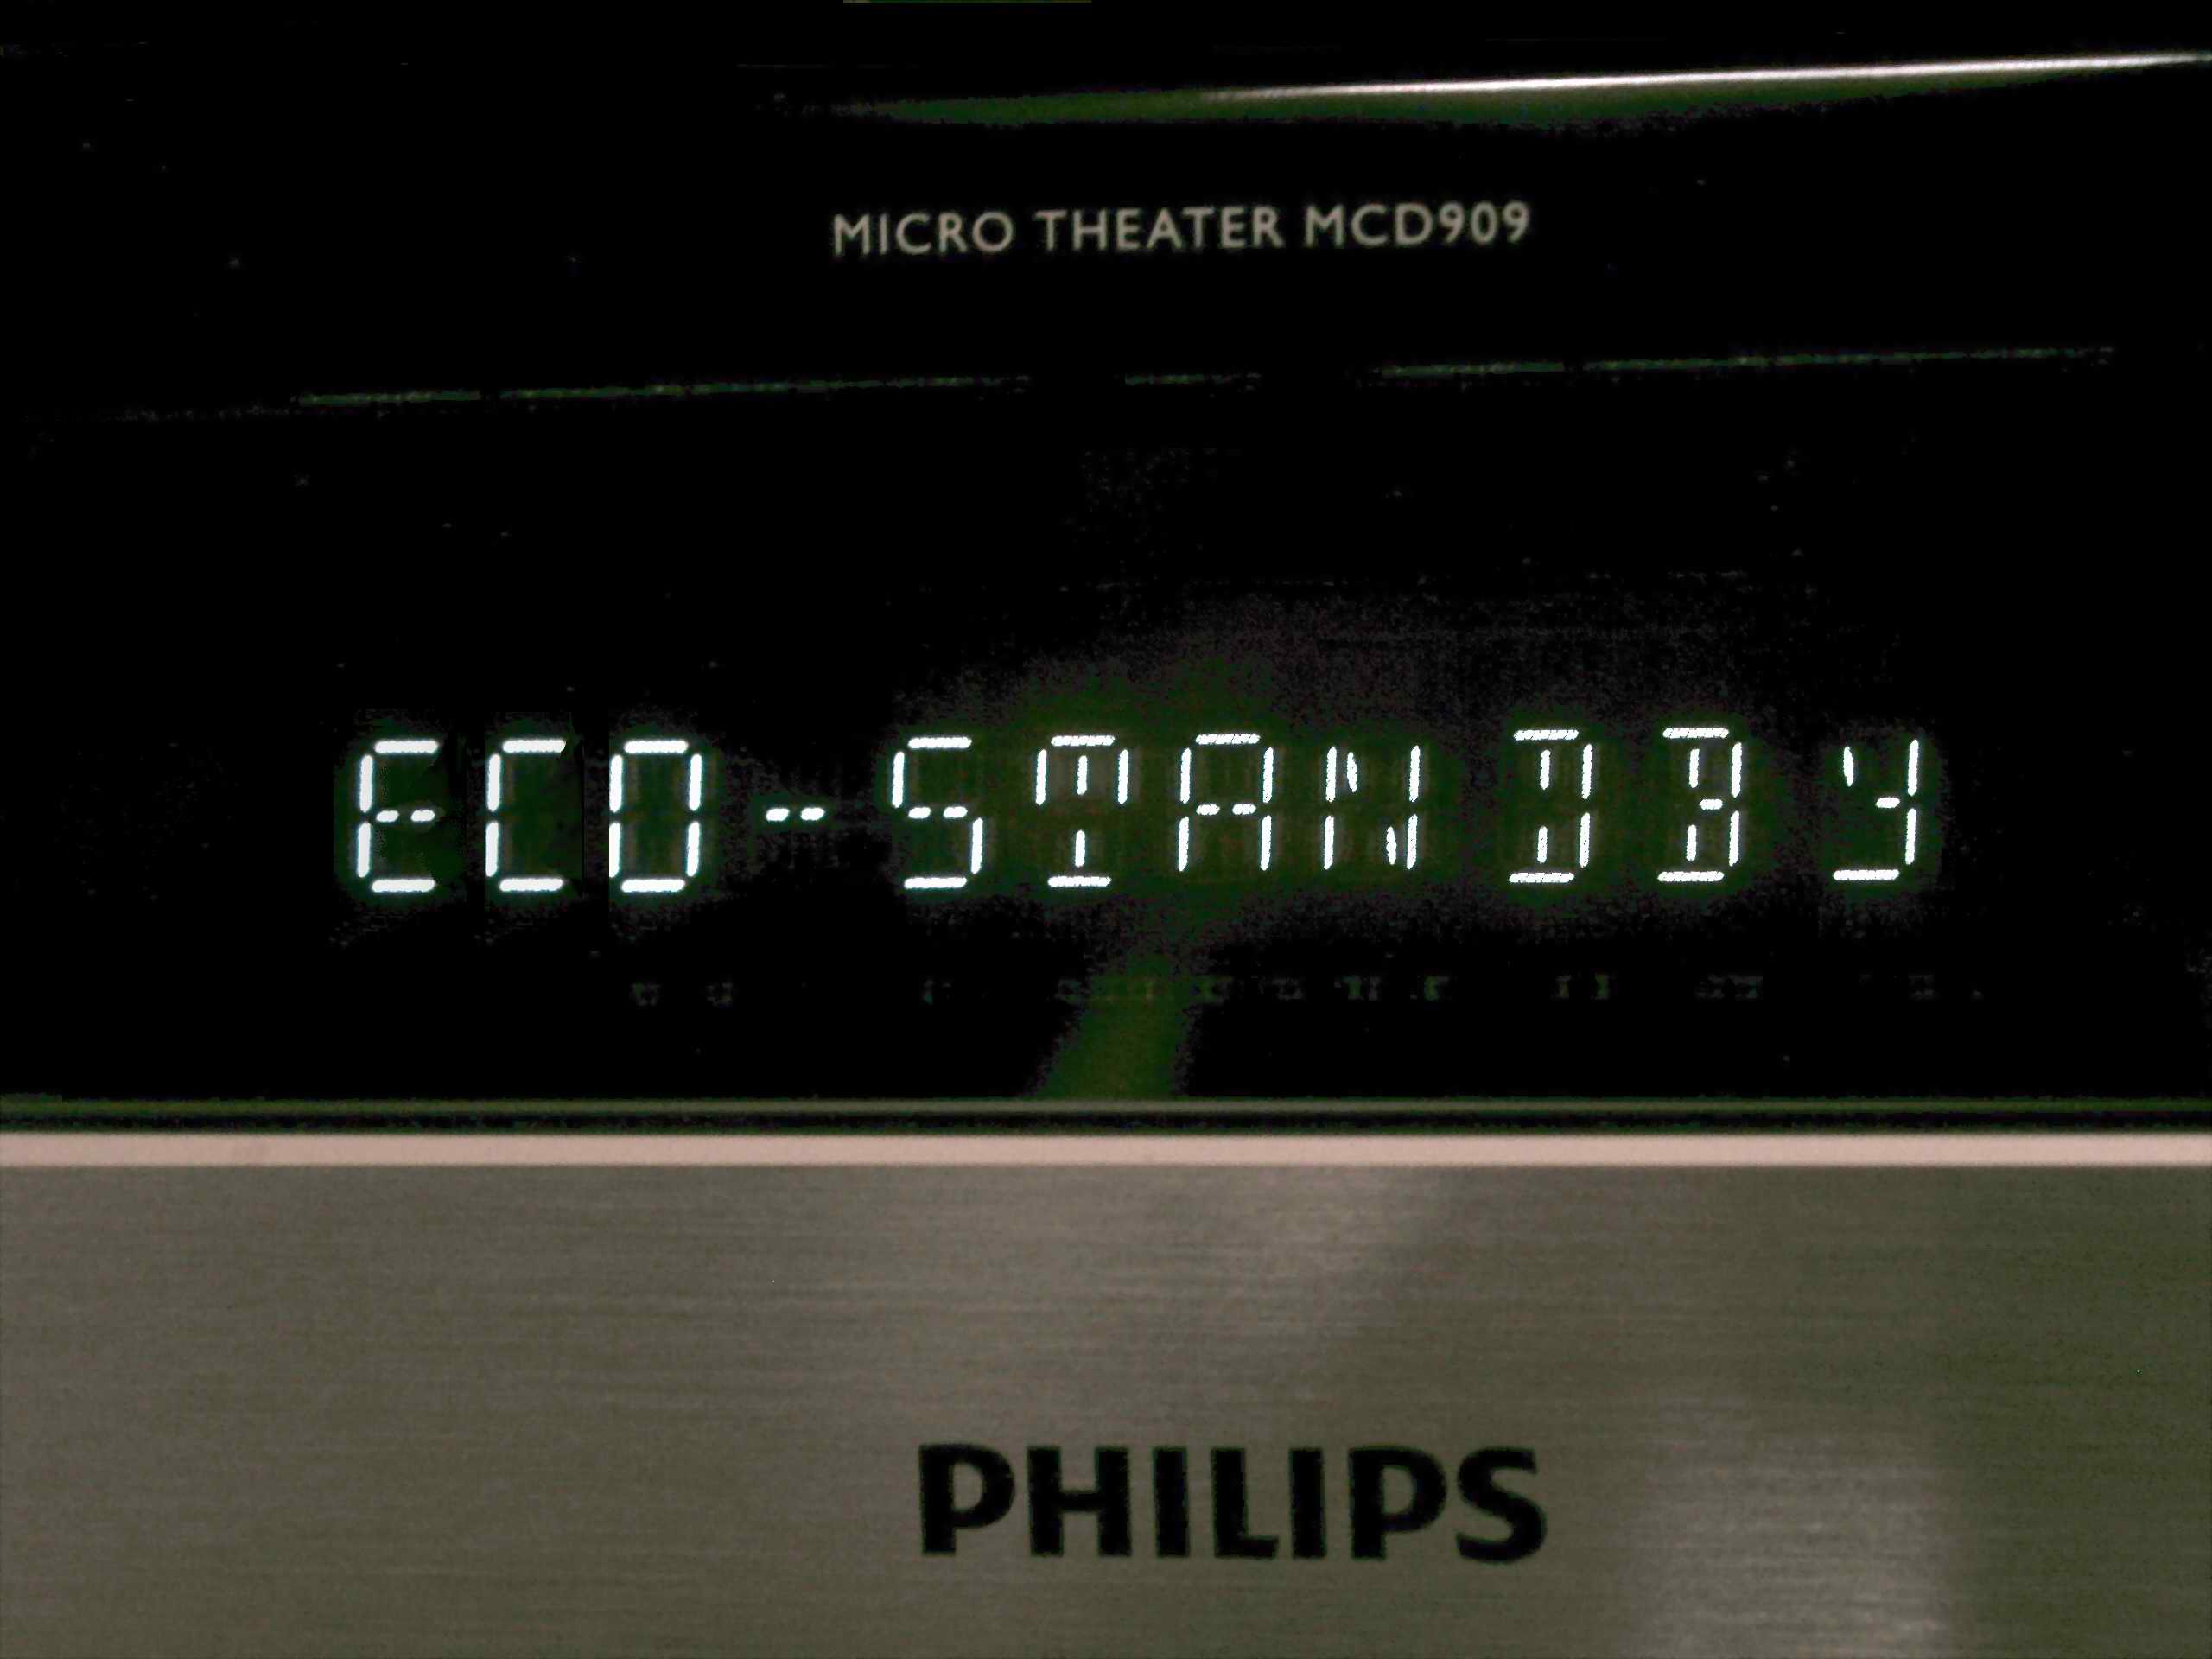 MICRO THEATER MCD909
ECO-STANDBY
PHILIPS